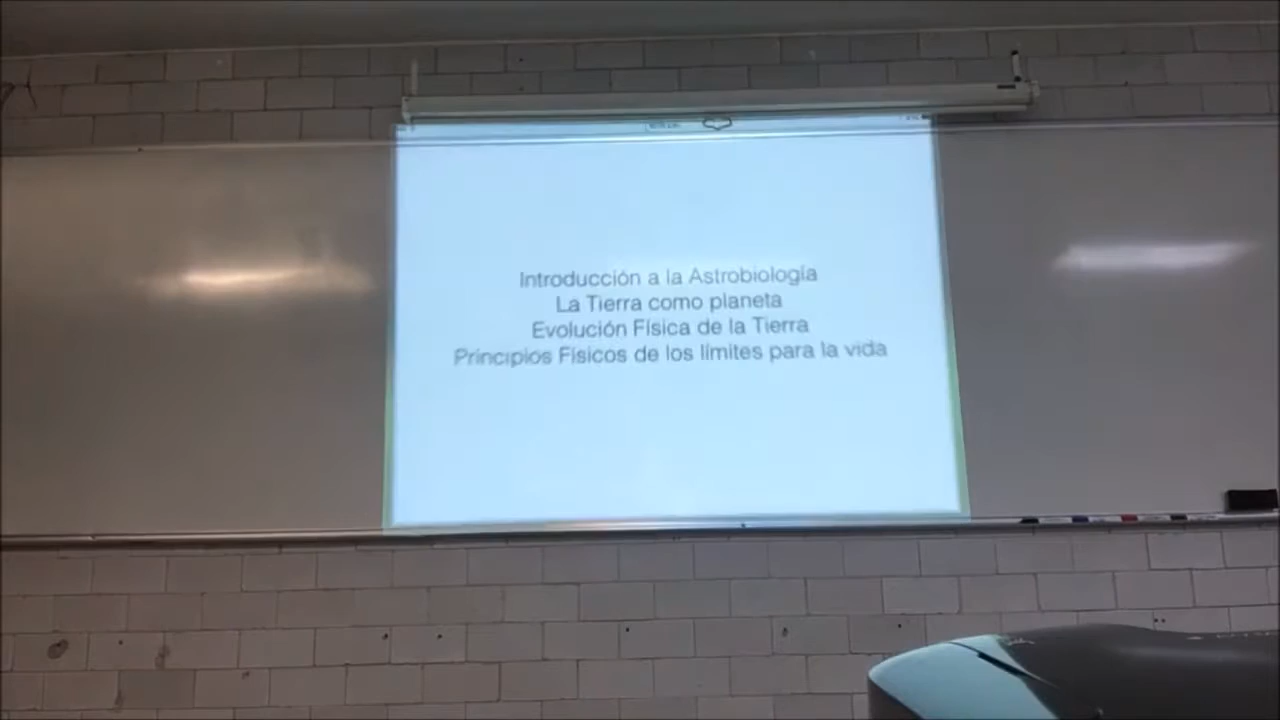 Introducción a la Astrobiología
La Tierra como planeta
Evolución Física de la Tierra
Principios Físicos de los límites para la vida